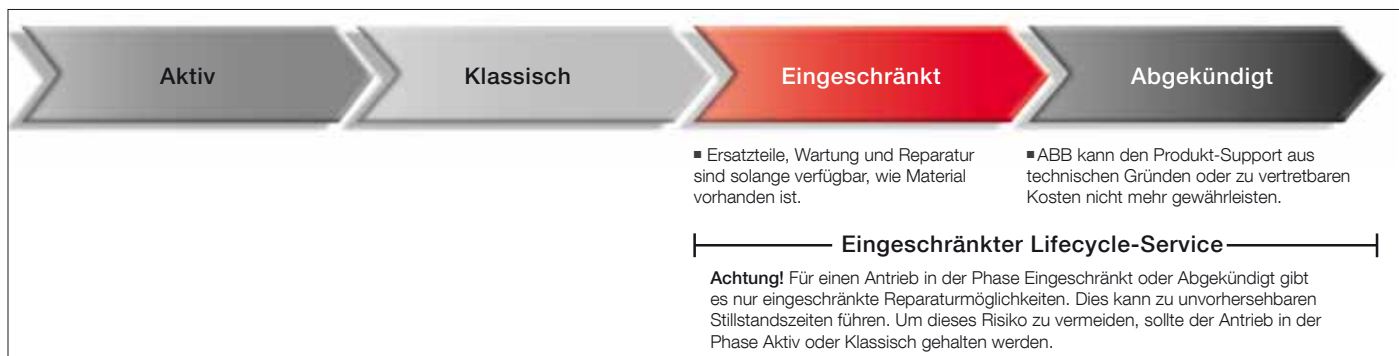 Aktiv
Klassisch
Eingeschränkt
Abgekündigt
■ Ersatzteile, Wartung und Reparatur
sind solange verfügbar, wie Material
vorhanden ist.
■ ABB kann den Produkt-Support aus
technischen Gründen oder zu vertretbaren
Kosten nicht mehr gewährleisten.
Eingeschränkter Lifecycle-Service
Achtung! Für einen Antrieb in der Phase Eingeschränkt oder Abgekündigt gibt
es nur eingeschränkte Reparaturmöglichkeiten. Dies kann zu unvorhersehbaren
Stillstandszeiten führen. Um dieses Risiko zu vermeiden, sollte der Antrieb in der
Phase Aktiv oder Klassisch gehalten werden.